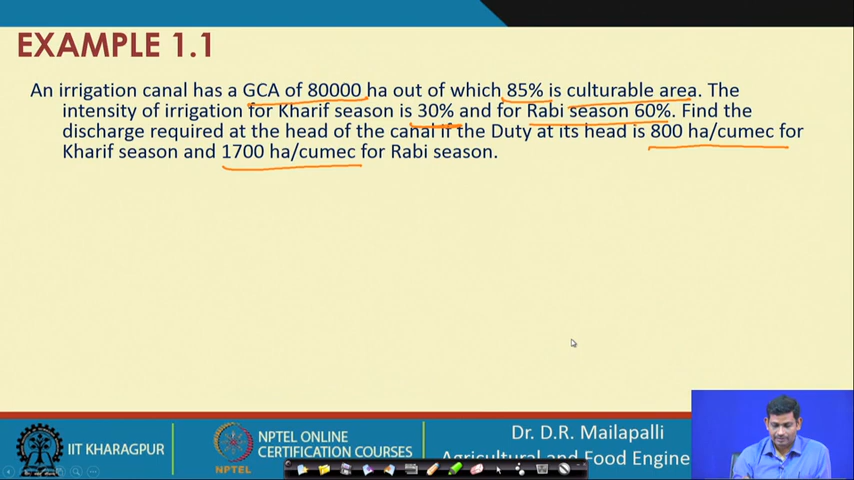 EXAMPLE 1.1
An irrigation canal has a GCA of 80000 ha out of which 85% is culturable area. The
intensity of irrigation for Kharif season is 30% and for Rabi season 60%. Find the
discharge required at the head of the canal if the Duty at its head is 800 ha/cumec for
Kharif season and 1700 ha/cumec for Rabi season.
IIT KHARAGPUR
NPTEL
NPTEL ONLINE
CERTIFICATION COURSES
Dr. D.R. Mailapalli
Agricultural and Food Engine